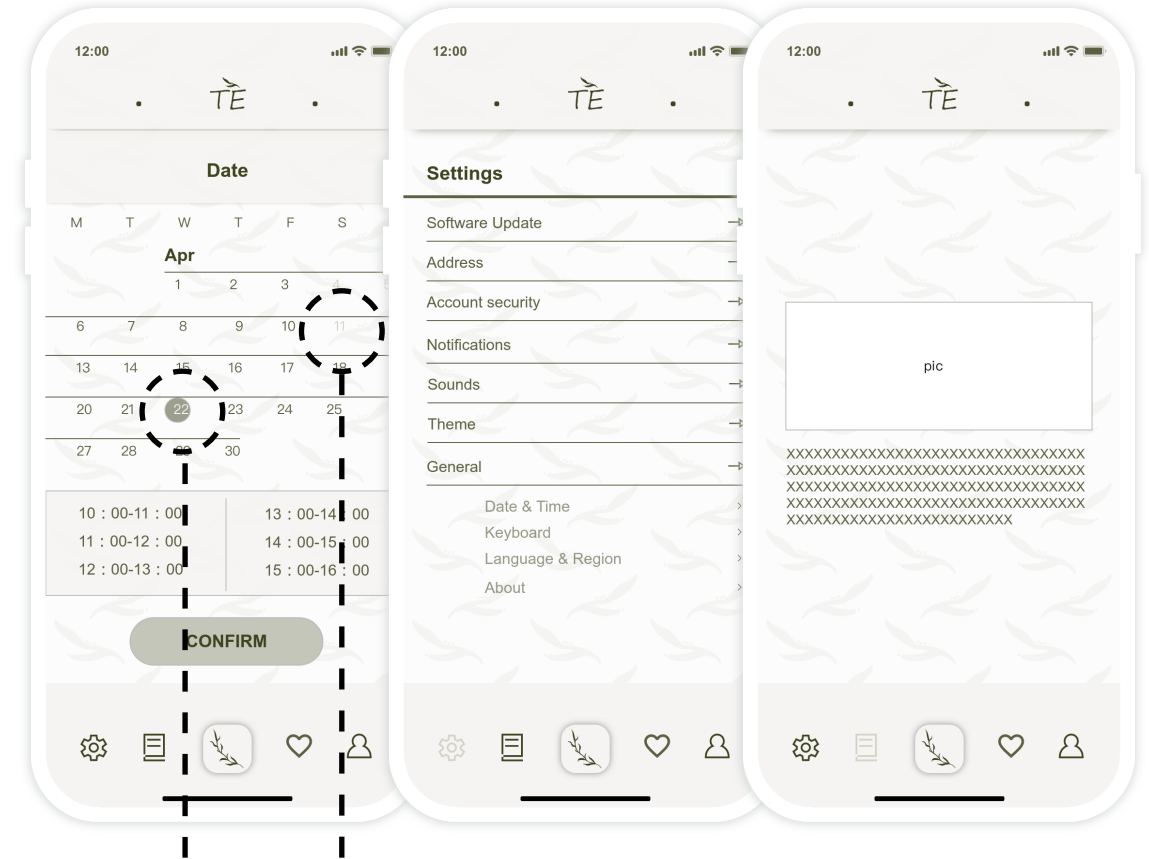 12:00
TE
Date
M T W T F S
Apr
1 2 3 4 5
6 7 8 9 10 11
13 14 15 16 17 18
20 21 22 23 24 25
27 28 29 30
10 : 00-11 : 00 13 : 00-14 : 00
11 : 00-12 : 00 14 : 00-15 : 00
12 : 00-13 : 00 15 : 00-16 : 00
CONFIRM
12:00
TE
Settings
Software Update
Address
Account security
Notifications
Sounds
Theme
General
Date & Time
Keyboard
Language & Region
About
12:00
TE
pic
XXXXXXXXXXXXXXXXXXXXXXXXXXXXXXXXX
XXXXXXXXXXXXXXXXXXXXXXXXXXXXXXXXX
XXXXXXXXXXXXXXXXXXXXXXXXXXXXXXXXX
XXXXXXXXXXXXXXXXXXXXXXXXXXXXXXXXX
XXXXXXXXXXXXXXXXXXXXXXXXX